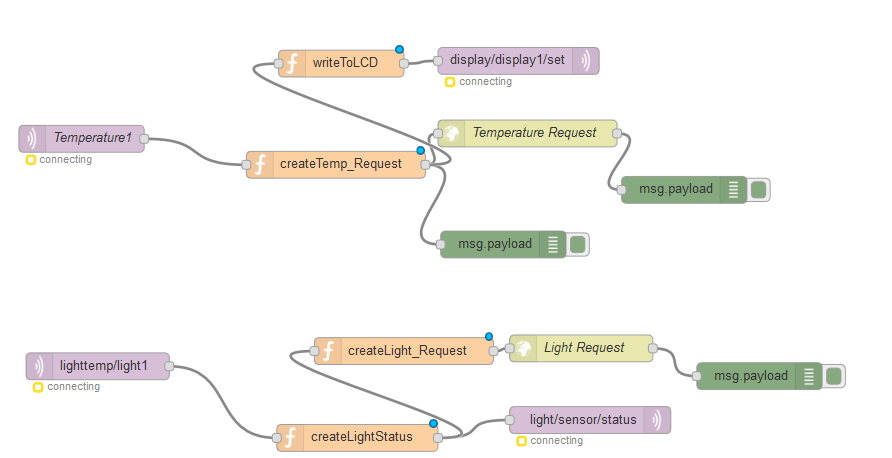 writeToLCD
display/display1/set
connecting
Temperature1
connecting
Temperature Request
createTemp_Request
msg.payload
msg.payload
createLight_Request
Light Request
lighttemp/light1
connecting
msg.payload
createLightStatus
light/sensor/status
connecting